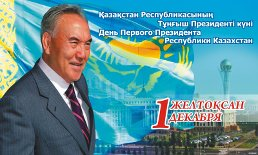 Қазақстан Республикасының
Тұңғыш Президенті күні
День Первого Президента
Республики Казахстан
1 ЖЕЛТОҚСАН
ДЕКАБРЯ